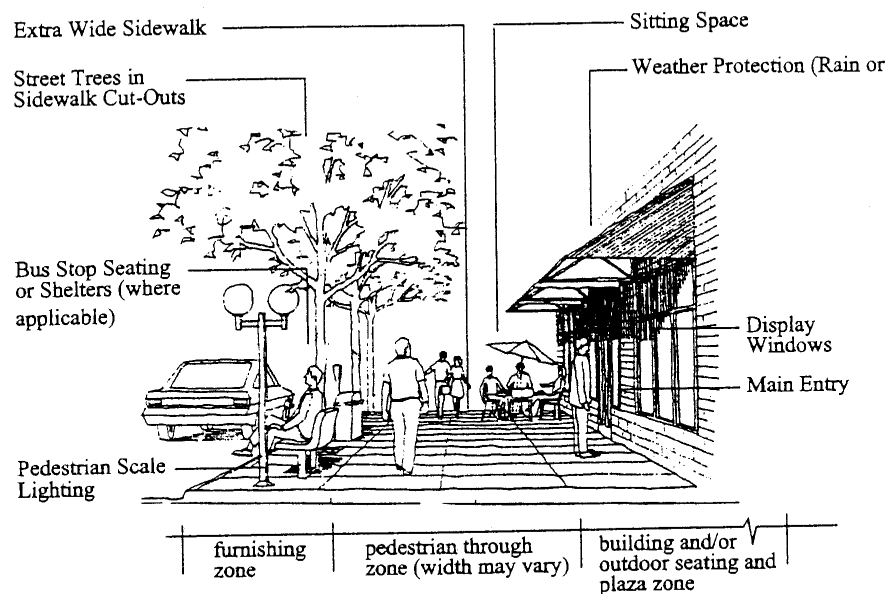 Extra Wide Sidewalk
Sitting Space
Street Trees in
Sidewalk Cut-Outs
Weather Protection (Rain or
Bus Stop Seating
or Shelters (where
applicable)
Display
Windows
Main Entry
Pedestrian Scale
Lighting
furnishing
zone
pedestrian through
zone (width may vary)
building and/or
outdoor seating and
plaza zone